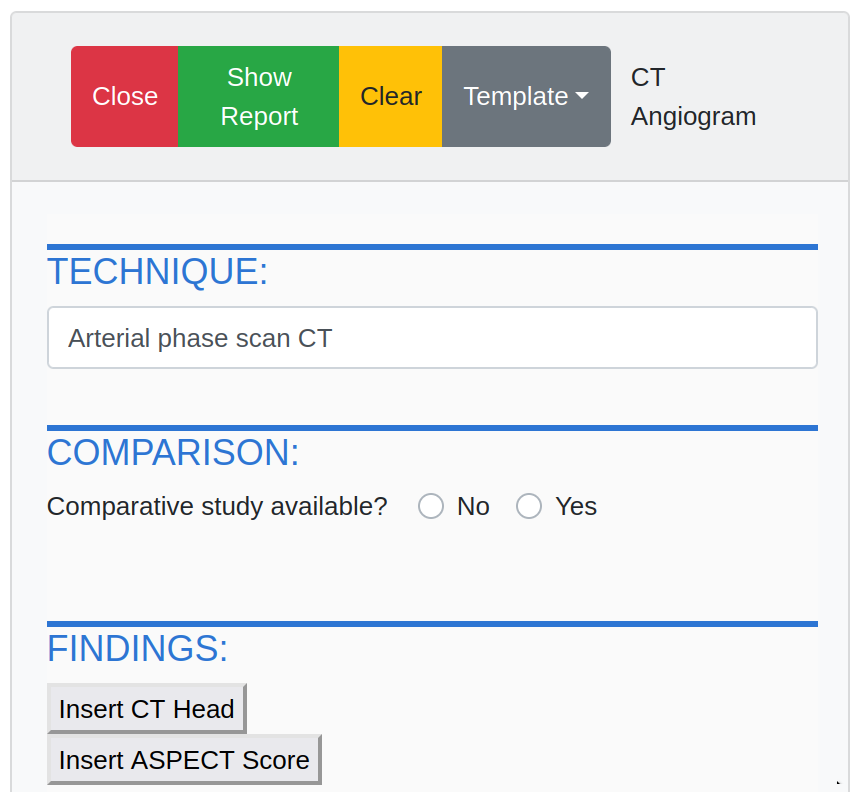 Close
Show
Report
Clear
Template
CT
Angiogram
TECHNIQUE:
Arterial phase scan CT
COMPARISON:
Comparative study available? No Yes
FINDINGS:
Insert CT Head
Insert ASPECT Score